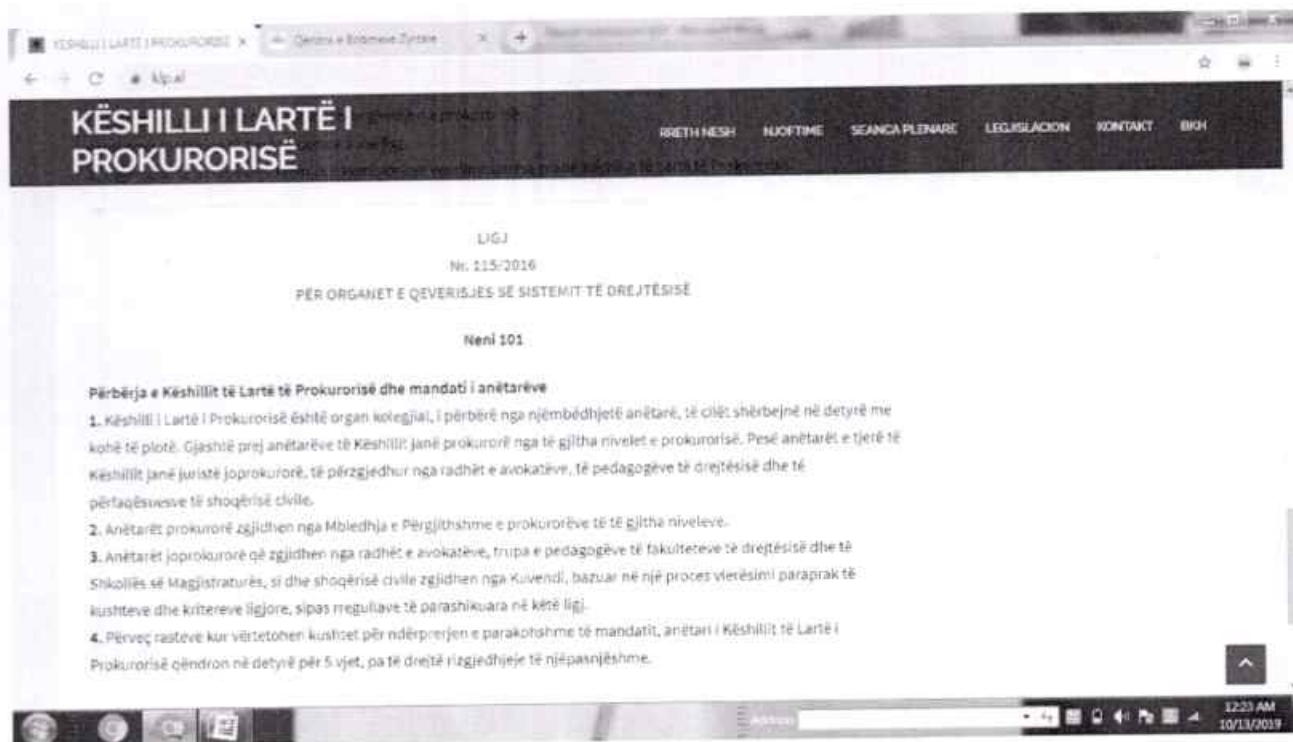 KËSHILLI I LARTË I PROKURORISË
Qendra e Botimeve Zyrtare
klp.al
KËSHILLI I LARTË I
PROKURORISË
RRETH NESH NJOFTIME SEANCA PLENARE LEGJISLACION KONTAKT BKH
LIGJ
Nr. 115/2016
PËR ORGANET E QEVERISJES SË SISTEMIT TË DREJTËSISË
Neni 101
Përbërja e Këshillit të Lartë të Prokurorisë dhe mandati i anëtarëve
1. Këshilli i Lartë i Prokurorisë është organ kolegjial, i përbërë nga njëmbëdhjetë anëtarë, të cilët shërbejnë në detyrë me
kohë të plotë. Gjashtë prej anëtarëve të Këshillit janë prokurorë nga të gjitha nivelet e prokurorisë. Pesë anëtarët e tjerë të
Këshillit janë juristë joprokurorë, të përzgjedhur nga radhët e avokatëve, të pedagogëve të drejtësisë dhe të
përfaqësuesve të shoqërisë civile.
2. Anëtarët prokurorë zgjidhen nga Mbledhja e Përgjithshme e prokurorëve të të gjitha niveleve.
3. Anëtarët joprokurorë që zgjidhen nga radhët e avokatëve, trupa e pedagogëve të fakulteteve të drejtësisë dhe të
Shkollës së Magjistraturës, si dhe shoqërisë civile zgjidhen nga Kuvendi, bazuar në një proces vlerësimi paraprak të
kushteve dhe kritereve ligjore, sipas rregullave të parashikuara në këtë ligj.
4. Përveç rasteve kur vërtetohen kushtet për ndërprerjen e parakohshme të mandatit, anëtari i Këshillit të Lartë i
Prokurorisë qëndron në detyrë për 5 vjet, pa të drejtë rizgjedhjeje të njëpasnjëshme.
Address
12:23 AM
10/13/2019